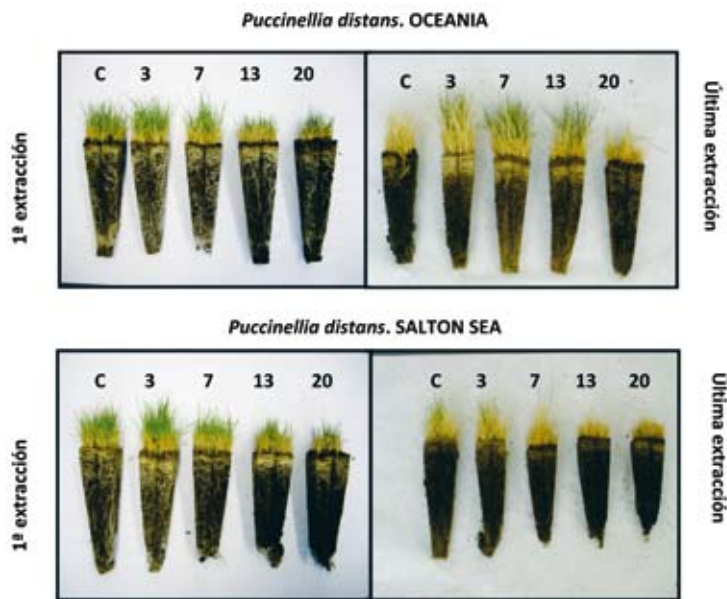 Puccinellia distans. OCEANIA
1ª extracción
C 3 7 13 20
C 3 7 13 20
Última extracción
Puccinellia distans. SALTON SEA
1ª extracción
C 3 7 13 20
C 3 7 13 20
Última extracción